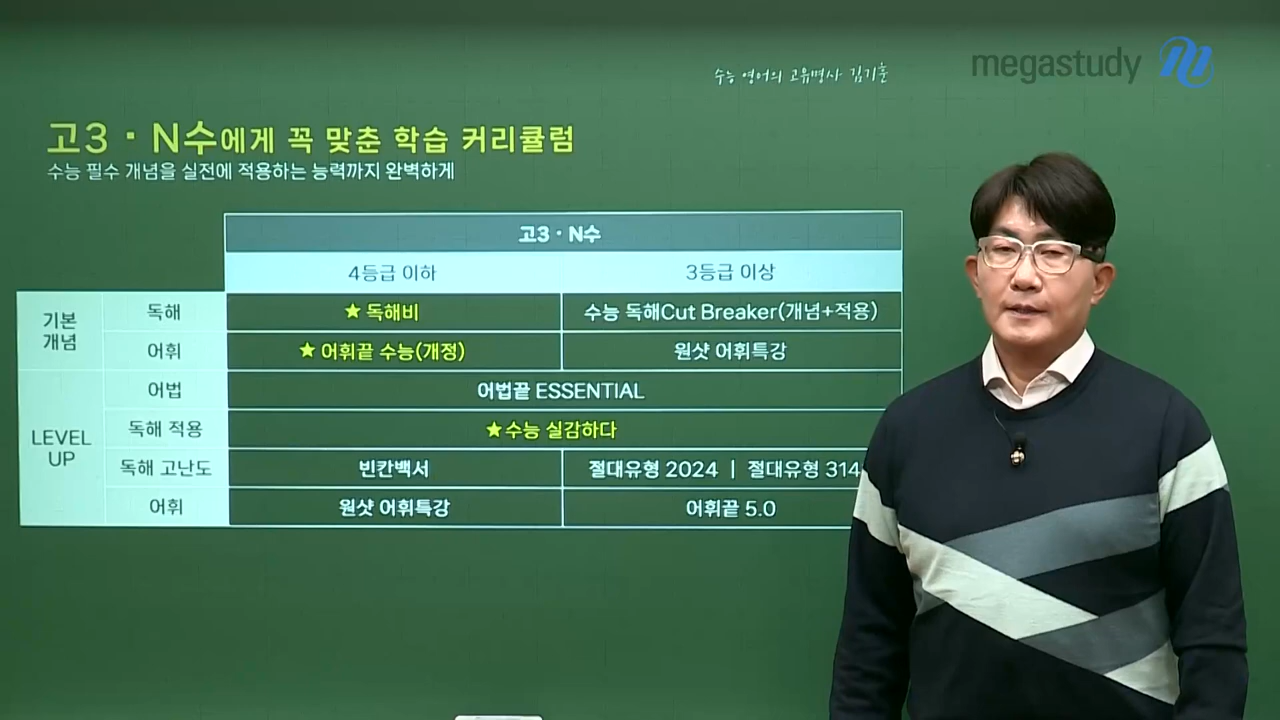 수능 영어의 고유명사 김기훈
megastudy
고3·N수에게 꼭 맞춘 학습 커리큘럼
수능 필수 개념을 실전에 적용하는 능력까지 완벽하게
고3·N수
4등급 이하 3등급 이상
기본 개념
독해 ★ 독해비 수능 독해Cut Breaker(개념+적용)
어휘 ★ 어휘끝 수능(개정) 원샷 어휘특강
LEVEL UP
어법 어법끝 ESSENTIAL
독해 적용 ★수능 실감하다
독해 고난도 빈칸백서 절대유형 2024 | 절대유형 314
어휘 원샷 어휘특강 어휘끝 5.0